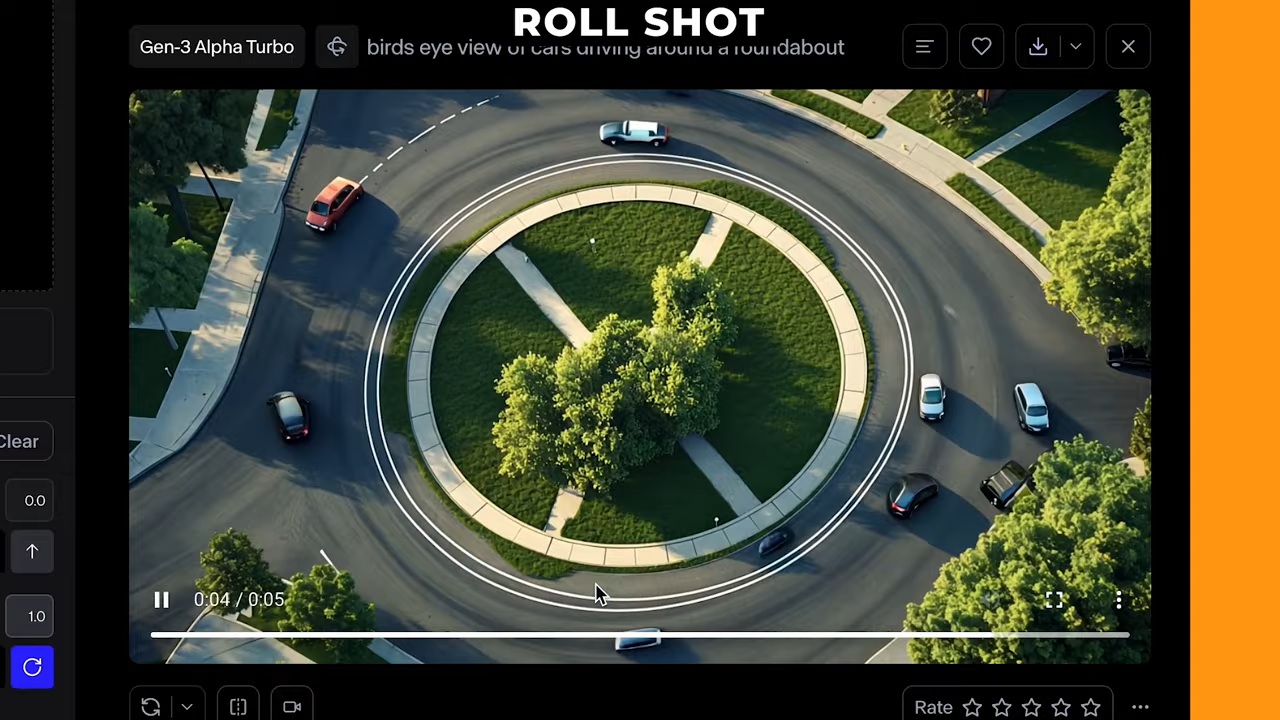 ROLL SHOT
Gen-3 Alpha Turbo
birds eye view of cars driving around a roundabout
Clear
0.0
1.0
0:04 / 0:05
Rate